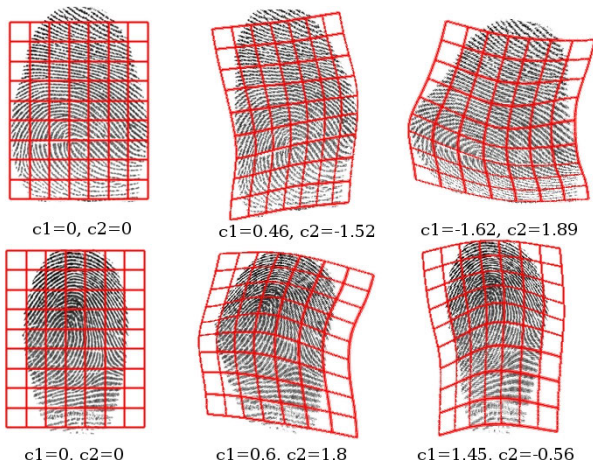 c1=0, c2=0
c1=0.46, c2=-1.52
c1=-1.62, c2=1.89
c1=0, c2=0
c1=0.6, c2=1.8
c1=1.45, c2=-0.56